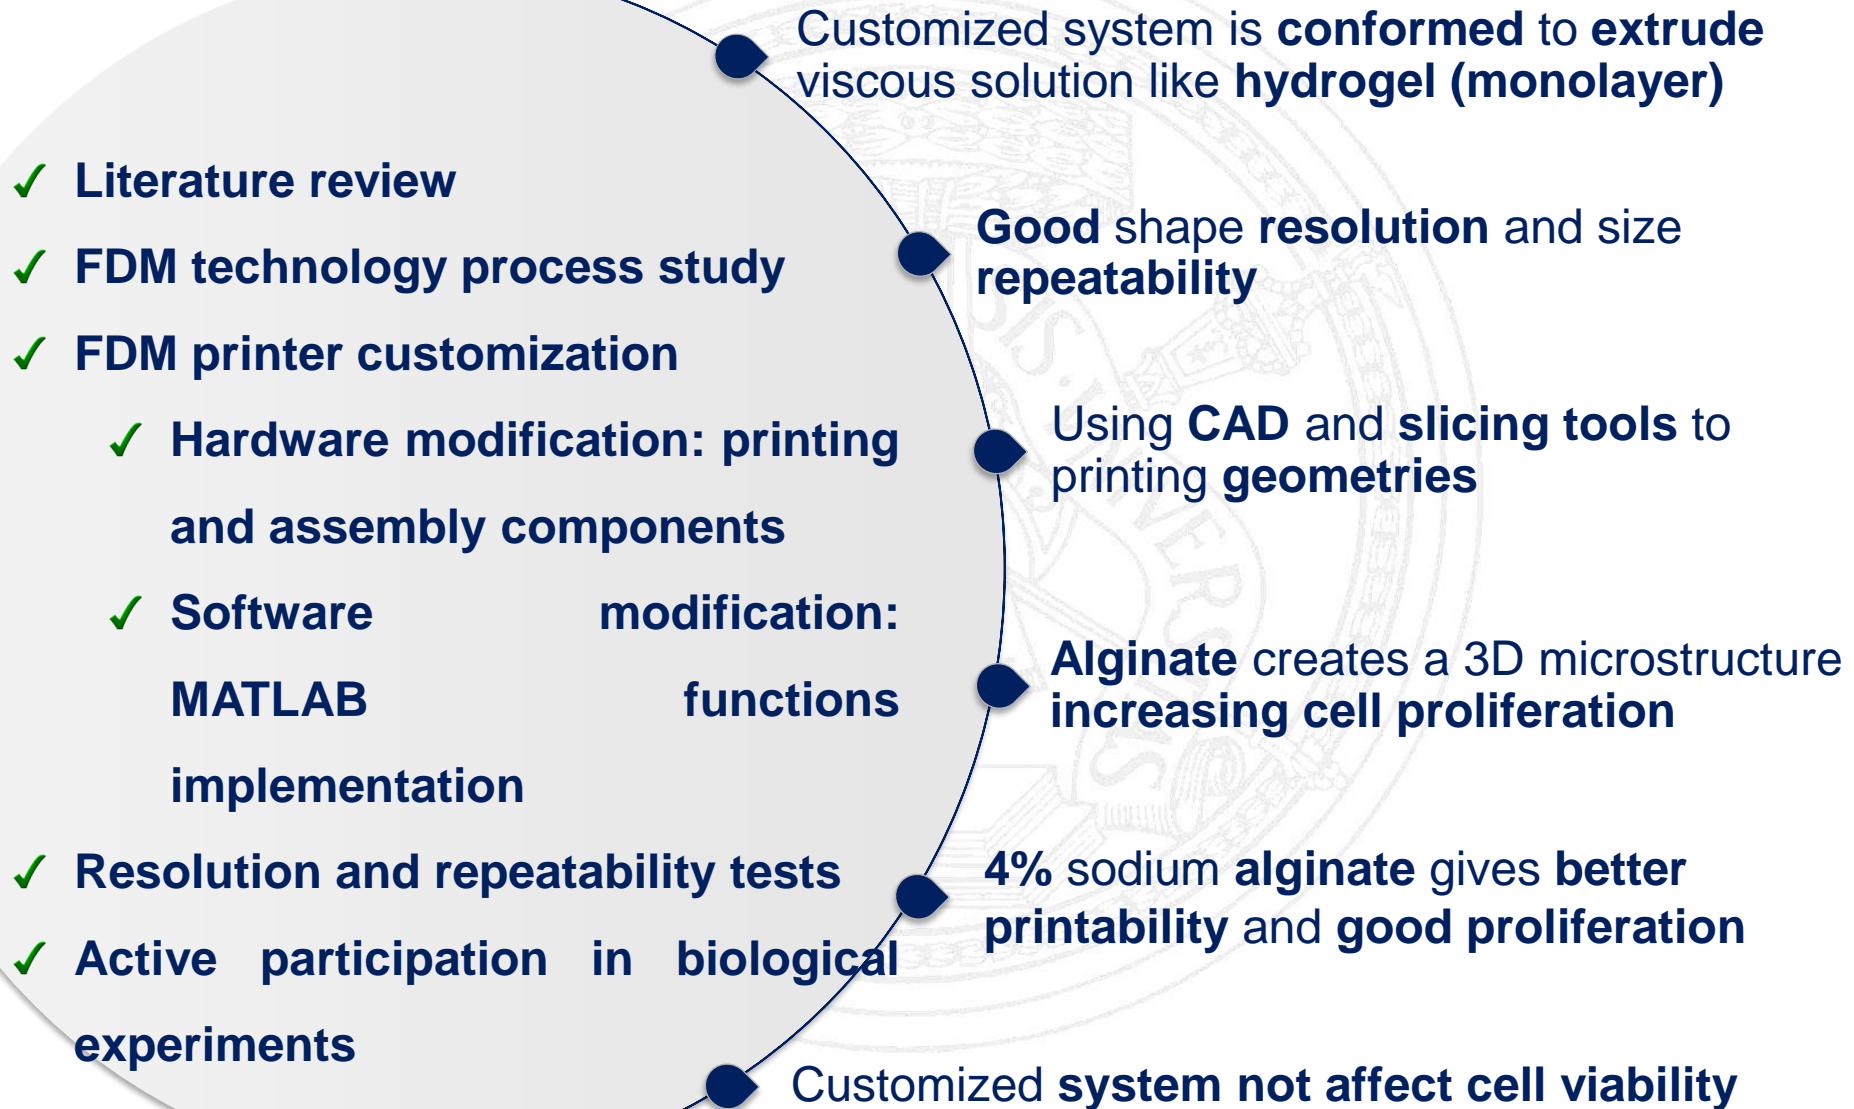 ✓ Literature review
✓ FDM technology process study
✓ FDM printer customization
✓ Hardware modification: printing
and assembly components
✓ Software modification:
MATLAB functions
implementation
✓ Resolution and repeatability tests
✓ Active participation in biological
experiments
Customized system is conformed to extrude
viscous solution like hydrogel (monolayer)
Good shape resolution and size
repeatability
Using CAD and slicing tools to
printing geometries
Alginate creates a 3D microstructure
increasing cell proliferation
4% sodium alginate gives better
printability and good proliferation
Customized system not affect cell viability